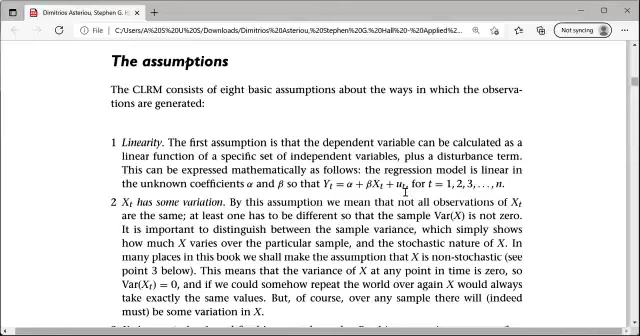 Dimitrios Asteriou, Stephen G. H
File
C:/Users/A%20S%20U%20S/Downloads/Dimitrios%20Asteriou,%20Stephen%20G.%20Hall%20-%20Applied%2...
Not syncing
The assumptions
The CLRM consists of eight basic assumptions about the ways in which the observa-
tions are generated:
1 Linearity. The first assumption is that the dependent variable can be calculated as a
linear function of a specific set of independent variables, plus a disturbance term.
This can be expressed mathematically as follows: the regression model is linear in
the unknown coefficients α and β so that Yt = α + βXt + ut, for t = 1, 2, 3, . . . , n.
2 Xt has some variation. By this assumption we mean that not all observations of Xt
are the same; at least one has to be different so that the sample Var(X) is not zero.
It is important to distinguish between the sample variance, which simply shows
how much X varies over the particular sample, and the stochastic nature of X. In
many places in this book we shall make the assumption that X is non-stochastic (see
point 3 below). This means that the variance of X at any point in time is zero, so
Var(Xt) = 0, and if we could somehow repeat the world over again X would always
take exactly the same values. But, of course, over any sample there will (indeed
must) be some variation in X.